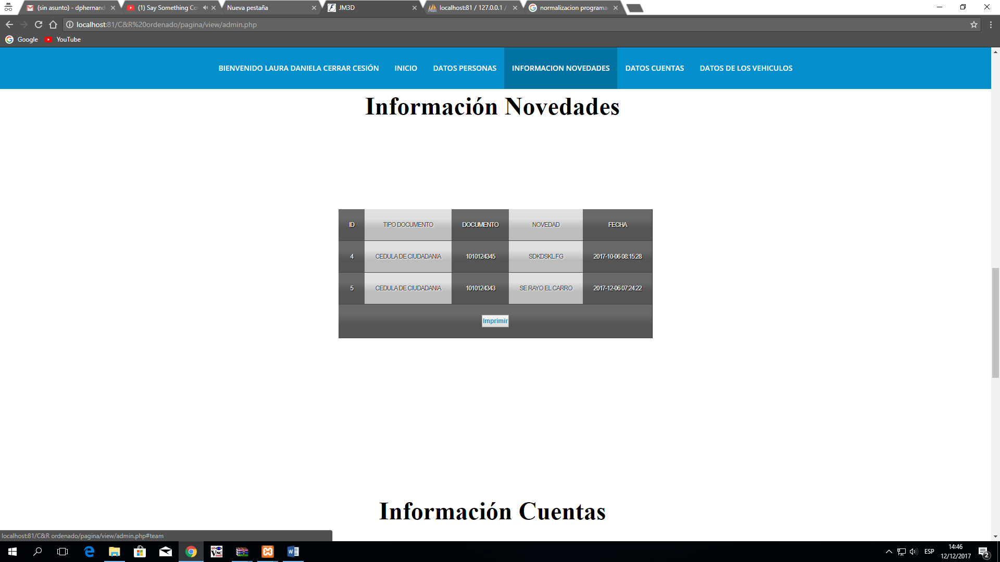 (sin asunto) - dphernand
(1) Say Something Co
Nueva pestaña
JM3D
localhost:81 / 127.0.0.1 /
normalizacion programa
localhost:81/C&R%20ordenado/pagina/view/admin.php
Google
YouTube
BIENVENIDO LAURA DANIELA CERRAR CESIÓN INICIO DATOS PERSONAS INFORMACION NOVEDADES DATOS CUENTAS DATOS DE LOS VEHICULOS
Información Novedades
ID TIPO DOCUMENTO DOCUMENTO NOVEDAD FECHA
4 CEDULA DE CIUDADANIA 1010124345 SDKDSKL.FG 2017-10-06 08:15:28
5 CEDULA DE CIUDADANIA 1010124343 SE RAYO EL CARRO 2017-12-06 07:24:22
Imprimir
Información Cuentas
localhost:81/C&R ordenado/pagina/view/admin.php#team
VNC
ESP
14:46
12/12/2017
2